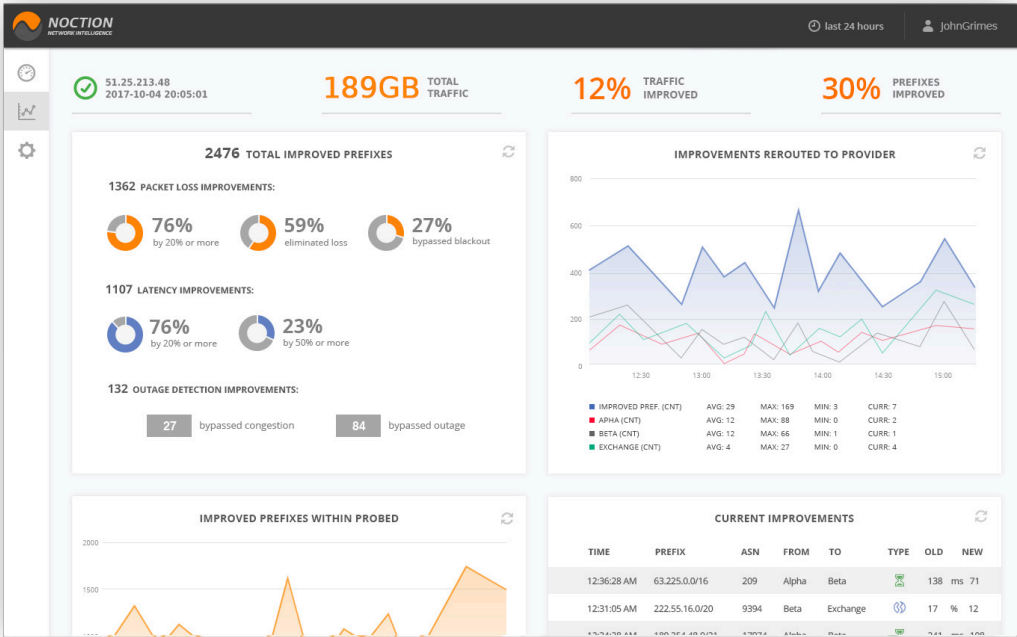 NOCTION
NETWORK INTELLIGENCE
last 24 hours
JohnGrimes
51.25.213.48
2017-10-04 20:05:01
189GB TOTAL TRAFFIC
12% TRAFFIC IMPROVED
30% PREFIXES IMPROVED
2476 TOTAL IMPROVED PREFIXES
1362 PACKET LOSS IMPROVEMENTS:
76% by 20% or more
59% eliminated loss
27% bypassed blackout
1107 LATENCY IMPROVEMENTS:
76% by 20% or more
23% by 50% or more
132 OUTAGE DETECTION IMPROVEMENTS:
27 bypassed congestion
84 bypassed outage
IMPROVEMENTS REROUTED TO PROVIDER
800
600
400
200
0
12:30 13:00 13:30 14:00 14:30 15:00
IMPROVED PREF. (CNT) AVG: 29 MAX: 169 MIN: 3 CURR: 7
APHA (CNT) AVG: 12 MAX: 88 MIN: 0 CURR: 2
BETA (CNT) AVG: 12 MAX: 66 MIN: 1 CURR: 1
EXCHANGE (CNT) AVG: 4 MAX: 27 MIN: 0 CURR: 4
IMPROVED PREFIXES WITHIN PROBED
2000
1500
CURRENT IMPROVEMENTS
TIME PREFIX ASN FROM TO TYPE OLD NEW
12:36:28 AM 63.225.0.0/16 209 Alpha Beta 138 ms 71
12:31:05 AM 222.55.16.0/20 9394 Beta Exchange 17 % 12